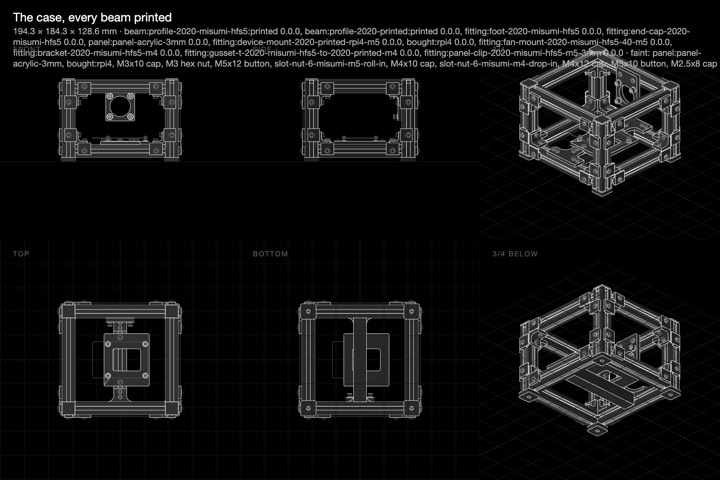 The case, every beam printed
194.3 × 184.3 × 128.6 mm · beam:profile-2020-misumi-hfs5:printed 0.0.0, beam:profile-2020-printed:printed 0.0.0, fitting:foot-2020-misumi-hfs5 0.0.0, fitting:end-cap-2020-
misumi-hfs5 0.0.0, panel:panel-acrylic-3mm 0.0.0, fitting:device-mount-2020-printed-rpi4-m5 0.0.0, bought:rpi4 0.0.0, fitting:fan-mount-2020-misumi-hfs5-40-m5 0.0.0,
fitting:bracket-2020-misumi-hfs5-m4 0.0.0, fitting:gusset-t-2020-misumi-hfs5-to-2020-printed-m4 0.0.0, fitting:panel-clip-2020-misumi-hfs5-m5-3mm 0.0.0 · faint: panel:panel-
acrylic-3mm, bought:rpi4, M3x10 cap, M3 hex nut, M5x12 button, slot-nut-6-misumi-m5-roll-in, M4x10 cap, slot-nut-6-misumi-m4-drop-in, M4x12 cap, M5x10 button, M2.5x8 cap
TOP
BOTTOM
3/4 BELOW